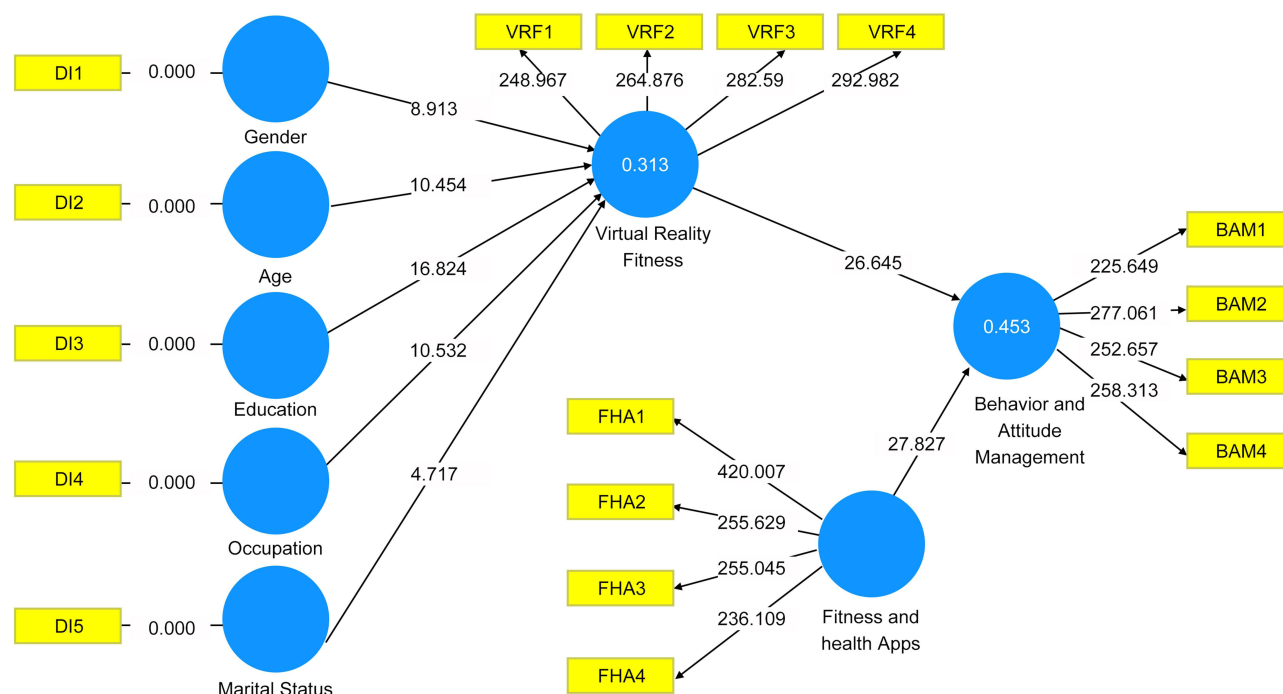 VRF1
VRF2
VRF3
VRF4
DI1
0.000
248.967
264.876
282.59
292.982
8.913
Gender
0.313
DI2
0.000
10.454
Virtual Reality
Fitness
BAM1
Age
16.824
26.645
225.649
DI3
0.000
10.532
0.453
277.061
BAM2
252.657
BAM3
Education
258.313
FHA1
Behavior and
Attitude
Management
BAM4
27.827
DI4
0.000
4.717
420.007
FHA2
255.629
Occupation
255.045
FHA3
236.109
DI5
0.000
Fitness and
health Apps
FHA4
Marital Status